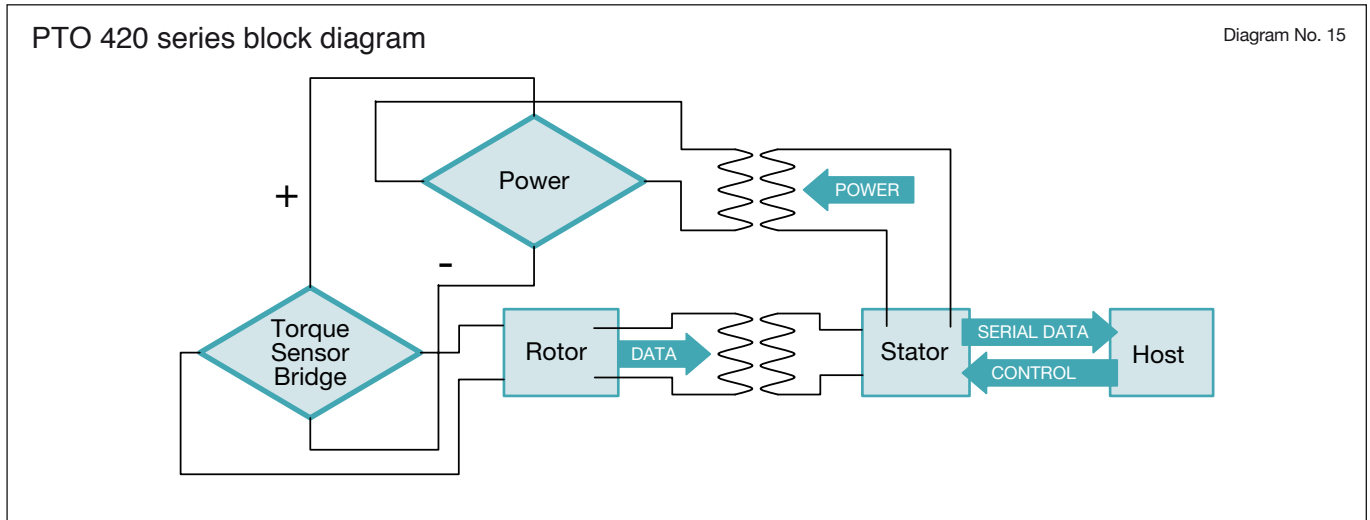 PTO 420 series block diagram
Diagram No. 15
Power
POWER
+
-
Torque
Sensor
Bridge
Rotor
DATA
Stator
SERIAL DATA
CONTROL
Host